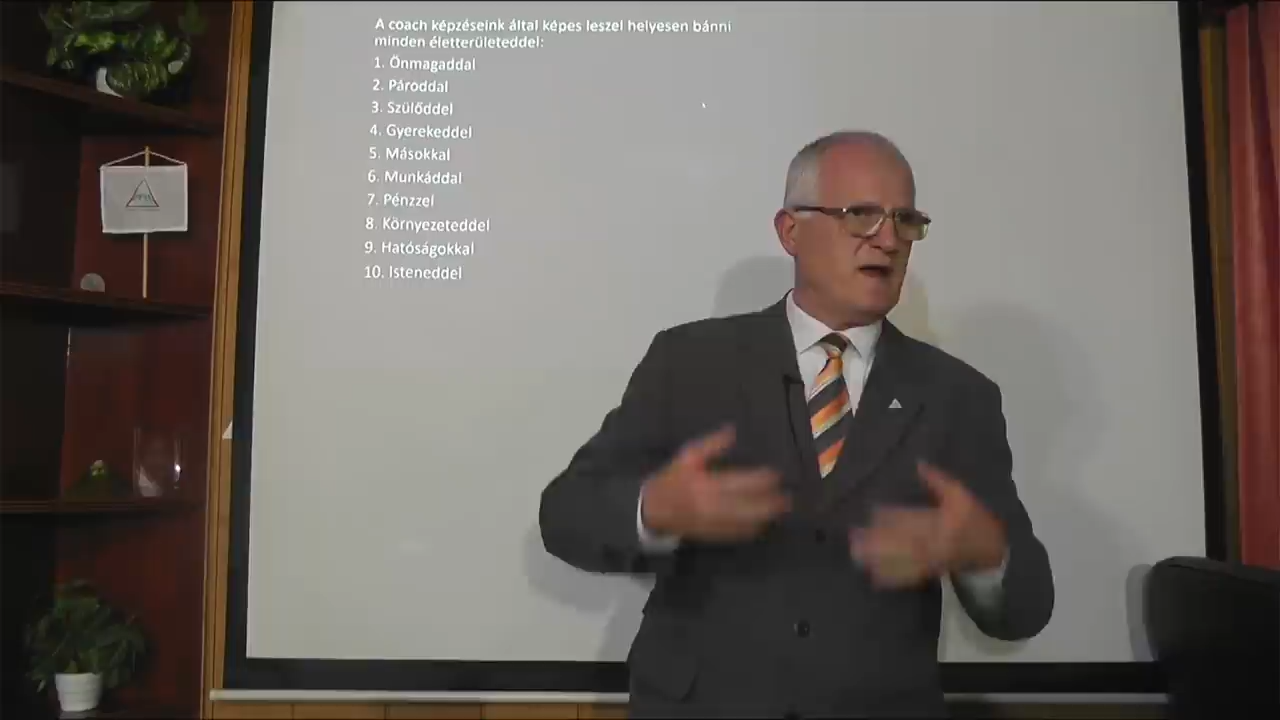 A coach képzéseink által képes leszel helyesen bánni
minden életterületeddel:
1. Önmagaddal
2. Pároddal
3. Szülőddel
4. Gyerekeddel
5. Másokkal
6. Munkáddal
7. Pénzzel
8. Környezeteddel
9. Hatóságokkal
10. Isteneddel